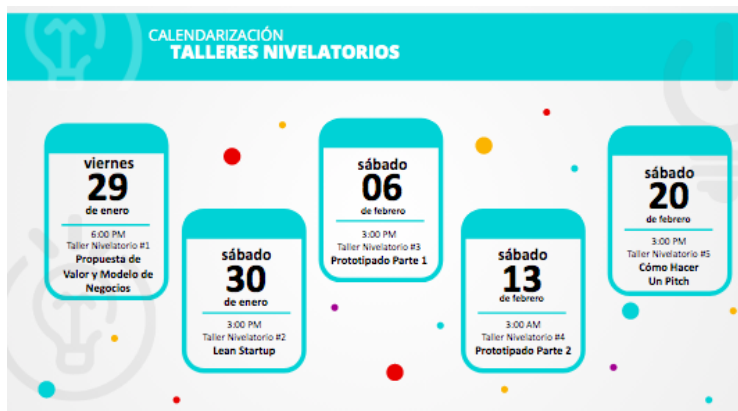 CALENDARIZACIÓN
TALLERES NIVELATORIOS
viernes
29
de enero
6:00 PM
Taller Nivelatorio #1
Propuesta de
Valor y Modelo de
Negocios
sábado
30
de enero
3:00 PM
Taller Nivelatorio #2
Lean Startup
sábado
06
de febrero
3:00 PM
Taller Nivelatorio #3
Prototipado Parte 1
sábado
13
de febrero
3:00 AM
Taller Nivelatorio #4
Prototipado Parte 2
sábado
20
de febrero
3:00 PM
Taller Nivelatorio #5
Cómo Hacer
Un Pitch